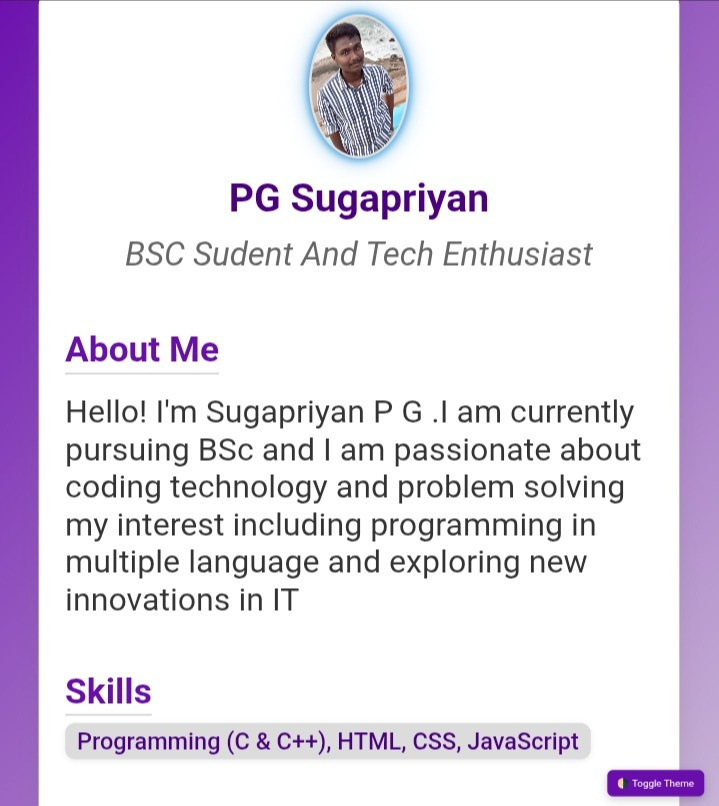 PG Sugapriyan
BSC Sudent And Tech Enthusiast
About Me
Hello! I'm Sugapriyan P G .I am currently
pursuing BSc and I am passionate about
coding technology and problem solving
my interest including programming in
multiple language and exploring new
innovations in IT
Skills
Programming (C & C++), HTML, CSS, JavaScript
Toggle Theme